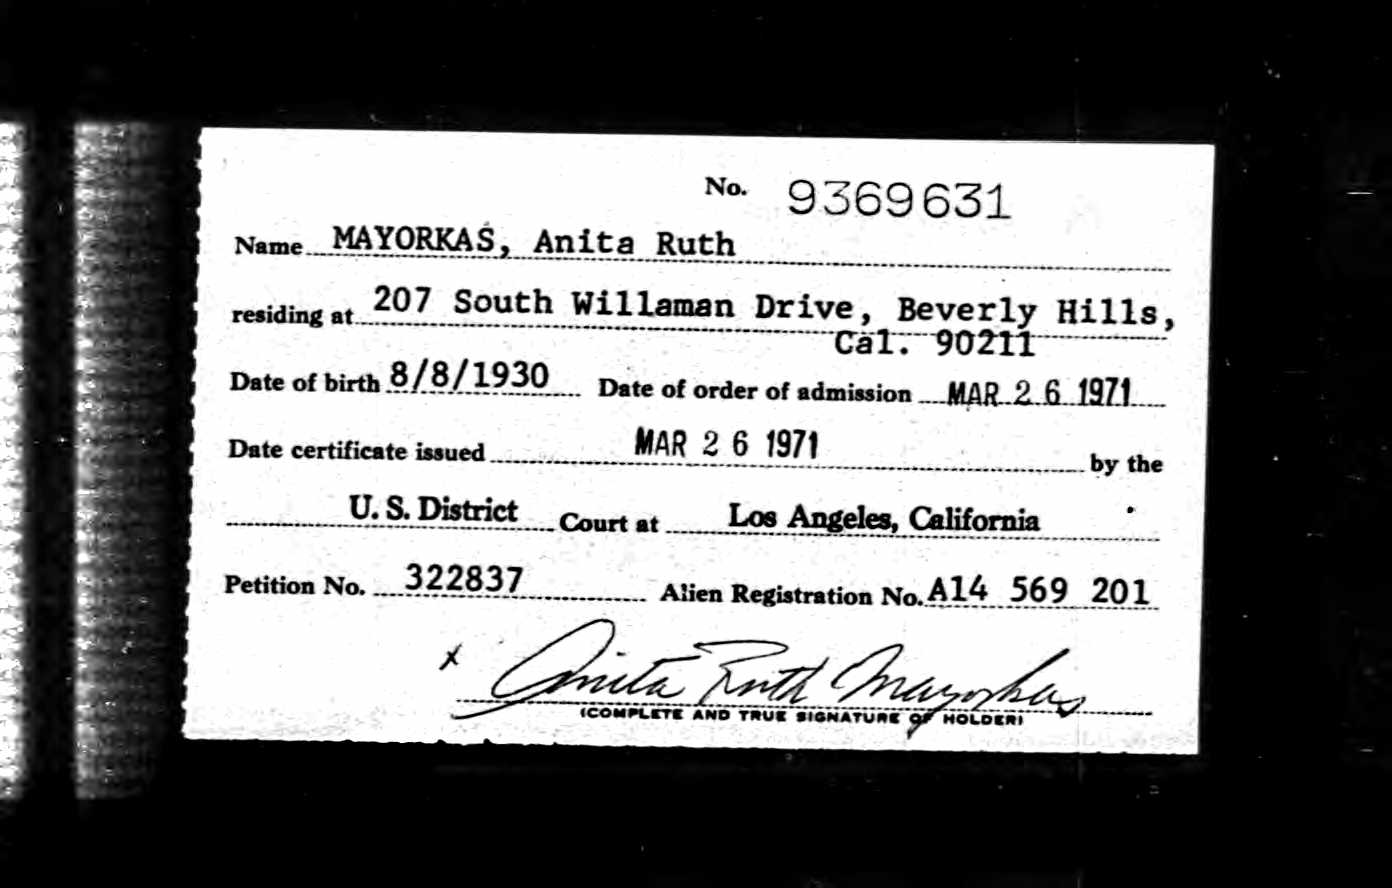 No. 9369631
Name MAYORKAS, Anita Ruth
residing at 207 South Willaman Drive, Beverly Hills,
Cal. 90211
Date of birth 8/8/1930 Date of order of admission MAR 26 1971
Date certificate issued MAR 26 1971 by the
U. S. District Court at Los Angeles, California
Petition No. 322837 Alien Registration No. A14 569 201
x Anita Ruth Mayorkas
(COMPLETE AND TRUE SIGNATURE OF HOLDER)